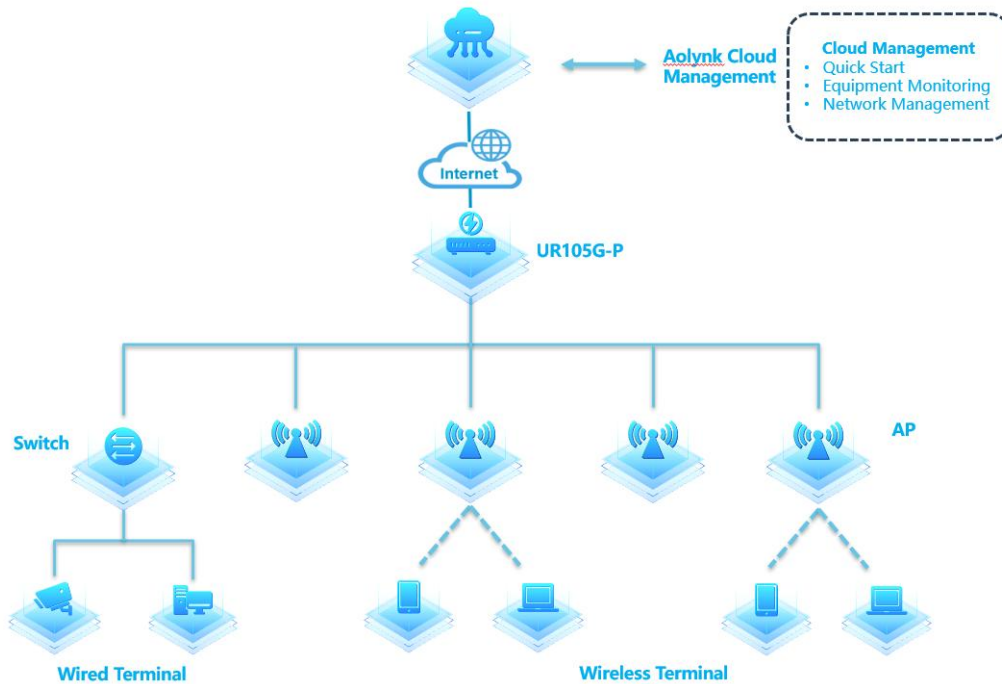 Aolynk Cloud
Management
Cloud Management
• Quick Start
• Equipment Monitoring
• Network Management
Internet
UR105G-P
Switch
AP
Wired Terminal
Wireless Terminal